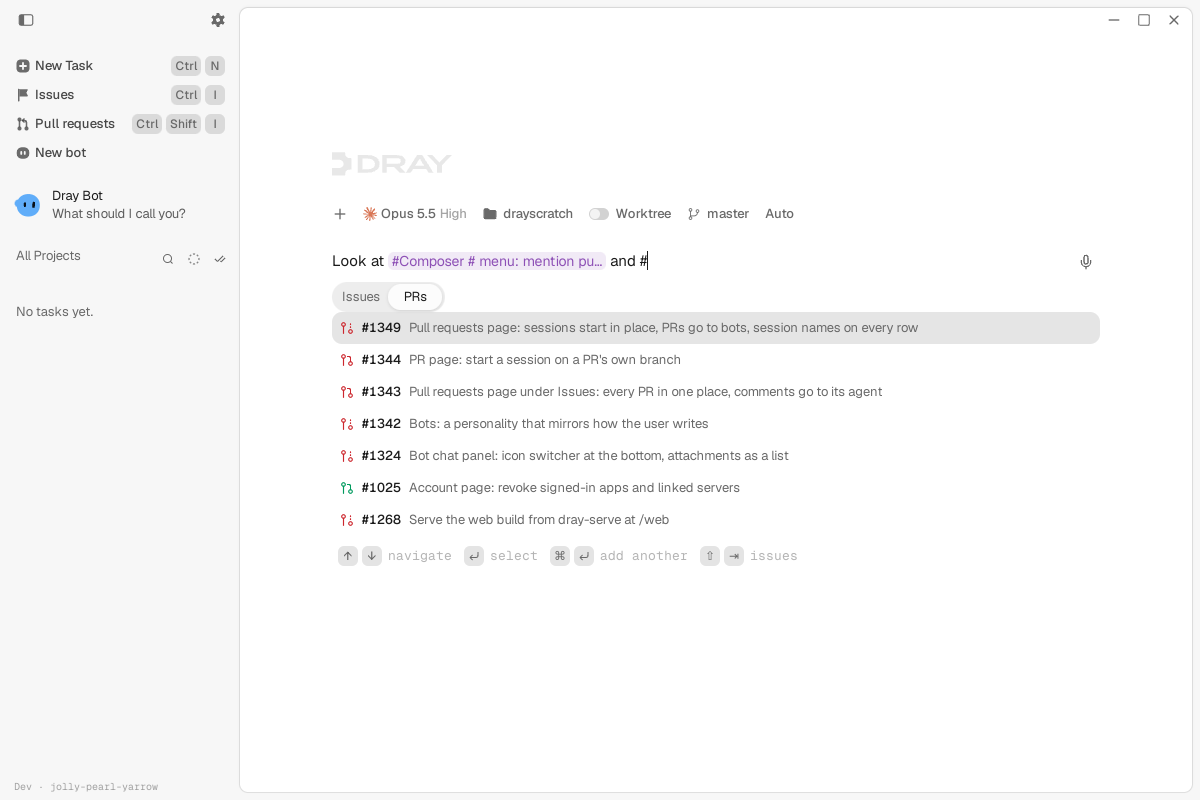 New Task Ctrl N
Issues Ctrl I
Pull requests Ctrl Shift I
New bot
Dray Bot
What should I call you?
All Projects
No tasks yet.
Dev · jolly-pearl-yarrow
DRAY
Opus 5.5 High drayscratch Worktree master Auto
Look at #Composer # menu: mention pu… and #
Issues PRs
#1349 Pull requests page: sessions start in place, PRs go to bots, session names on every row
#1344 PR page: start a session on a PR's own branch
#1343 Pull requests page under Issues: every PR in one place, comments go to its agent
#1342 Bots: a personality that mirrors how the user writes
#1324 Bot chat panel: icon switcher at the bottom, attachments as a list
#1025 Account page: revoke signed-in apps and linked servers
#1268 Serve the web build from dray-serve at /web
↑ ↓ navigate ↵ select ⌘ ↵ add another ⇧ ⇥ issues